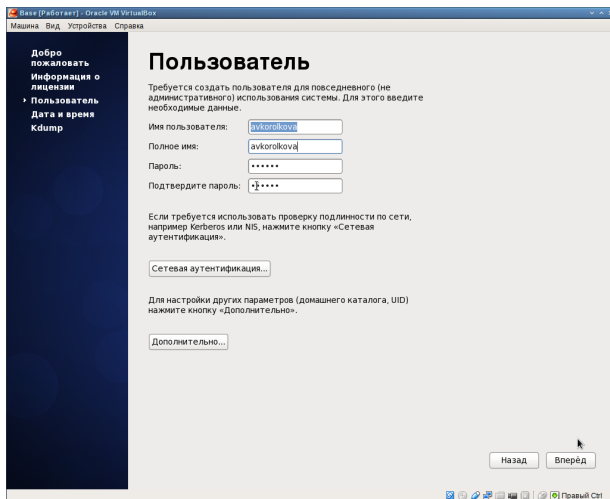 Base [Работает] - Oracle VM VirtualBox
Машина Вид Устройства Справка
Добро
пожаловать
Информация о
лицензии
Пользователь
Дата и время
Kdump
Пользователь
Требуется создать пользователя для повседневного (не
административного) использования системы. Для этого введите
необходимые данные.
Имя пользователя: avkorolkova
Полное имя: avkorolkova
Пароль: ••••••
Подтвердите пароль: ••••••
Если требуется использовать проверку подлинности по сети,
например Kerberos или NIS, нажмите кнопку «Сетевая
аутентификация».
Сетевая аутентификация...
Для настройки других параметров (домашнего каталога, UID)
нажмите кнопку «Дополнительно».
Дополнительно...
Назад Вперёд
Правый Ctrl